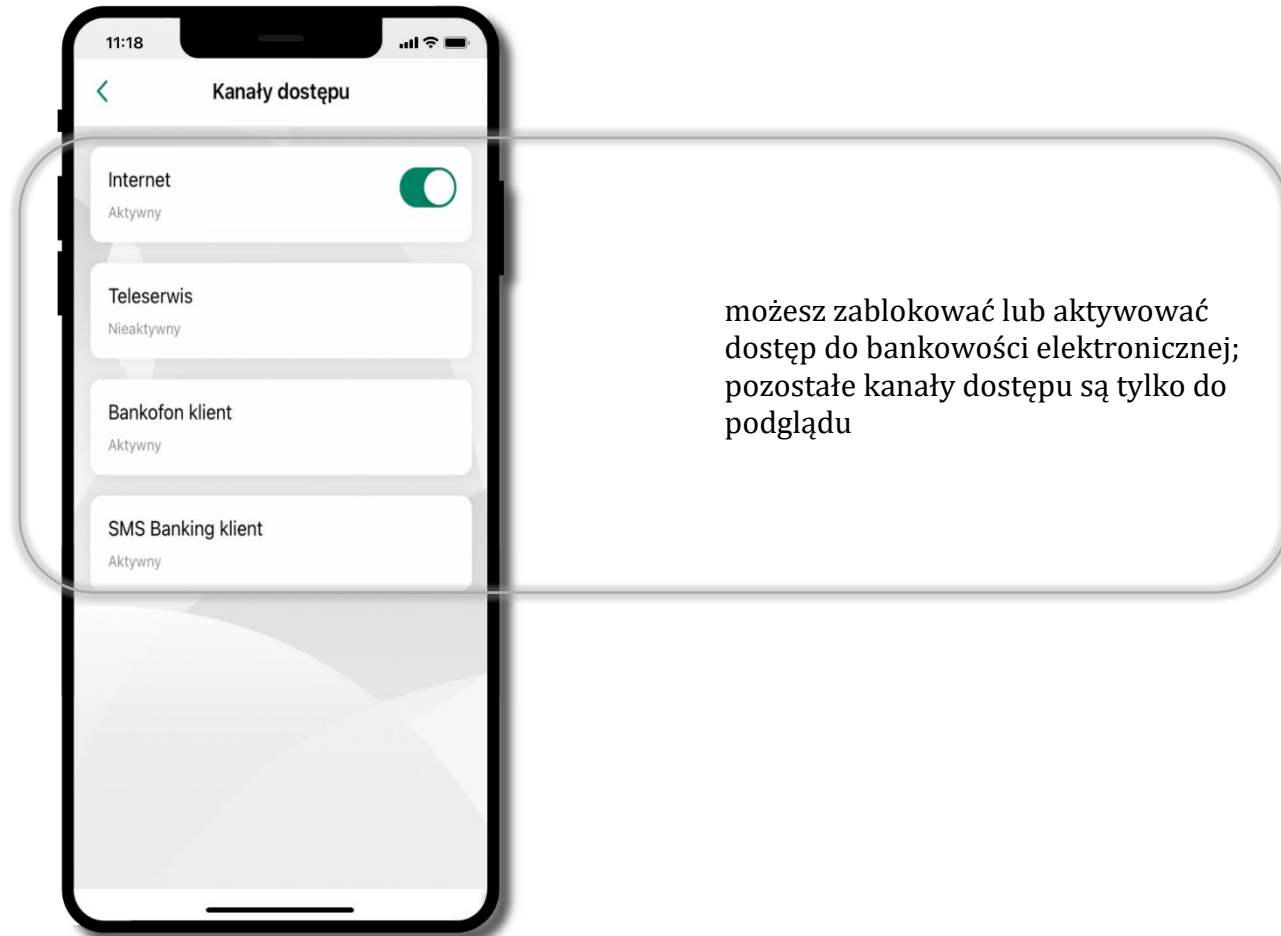 11:18
Kanały dostępu
Internet
Aktywny
Teleserwis
Nieaktywny
Bankofon klient
Aktywny
SMS Banking klient
Aktywny
możesz zablokować lub aktywować
dostęp do bankowości elektronicznej;
pozostałe kanały dostępu są tylko do
podglądu